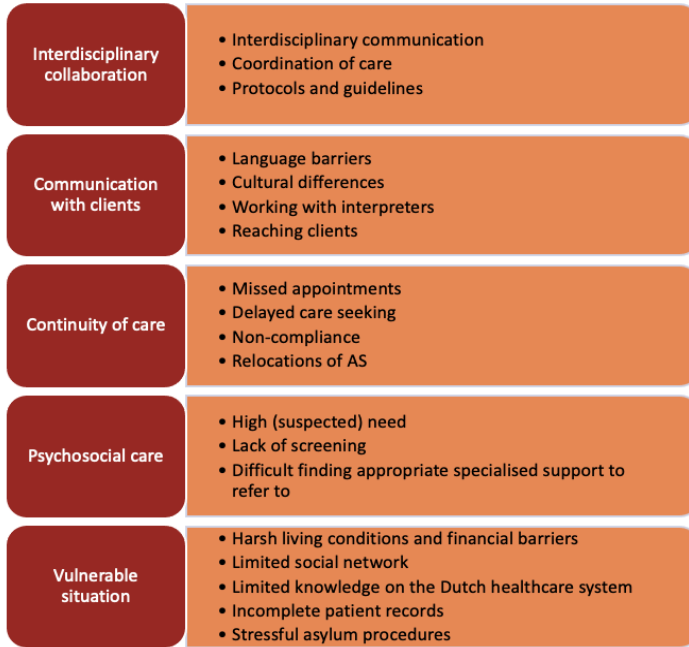 Interdisciplinary
collaboration
• Interdisciplinary communication
• Coordination of care
• Protocols and guidelines
Communication
with clients
• Language barriers
• Cultural differences
• Working with interpreters
• Reaching clients
Continuity of care
• Missed appointments
• Delayed care seeking
• Non-compliance
• Relocations of AS
Psychosocial care
• High (suspected) need
• Lack of screening
• Difficult finding appropriate specialised support to
refer to
Vulnerable
situation
• Harsh living conditions and financial barriers
• Limited social network
• Limited knowledge on the Dutch healthcare system
• Incomplete patient records
• Stressful asylum procedures